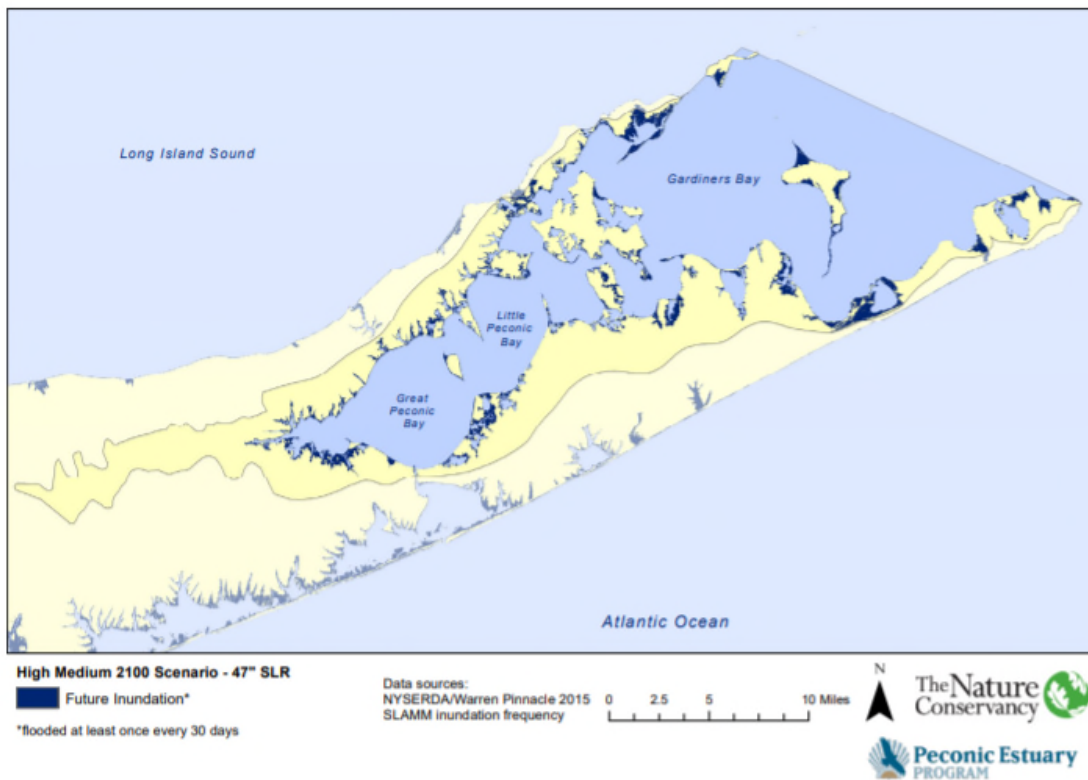 Long Island Sound
Gardiners Bay
Little
Peconic
Bay
Great
Peconic
Bay
Atlantic Ocean
High Medium 2100 Scenario - 47" SLR
Future Inundation*
*flooded at least once every 30 days
Data sources:
NYSERDA/Warren Pinnacle 2015
SLAMM inundation frequency
0 2.5 5 10 Miles
N
The Nature
Conservancy
Peconic Estuary
PROGRAM